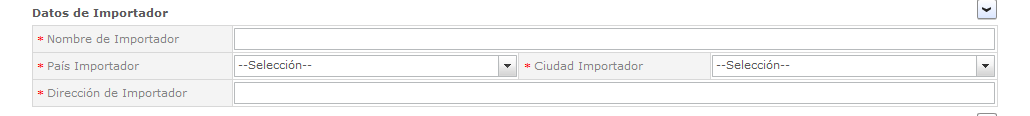 Datos de Importador
* Nombre de Importador
* País Importador --Selección-- * Ciudad Importador --Selección--
* Dirección de Importador